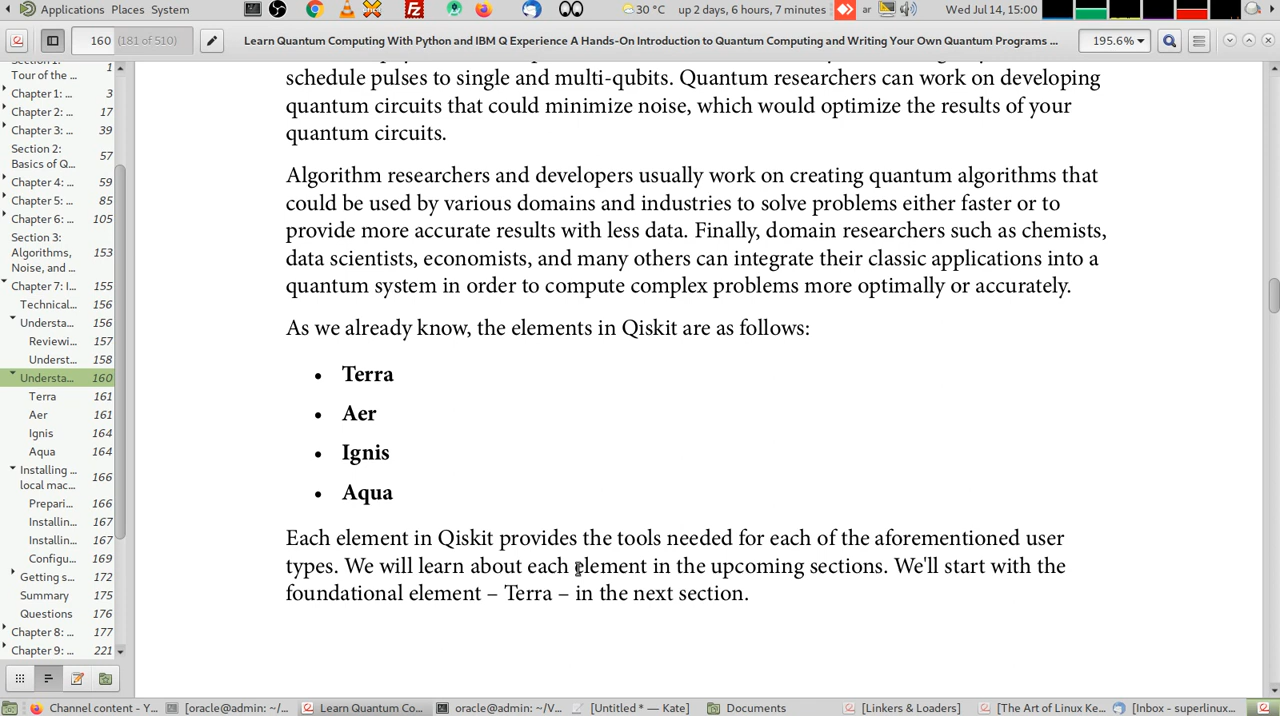 Applications Places System 30 °C up 2 days, 6 hours, 7 minutes ar Wed Jul 14, 15:00
160 (181 of 510) Learn Quantum Computing With Python and IBM Q Experience A Hands-On Introduction to Quantum Computing and Writing Your Own Quantum Programs ... 195.6%
Tour of the 1
Chapter 1: ... 3
Chapter 2: ... 17
Chapter 3: ... 39
Section 2:
Basics of Q... 57
Chapter 4: ... 59
Chapter 5: ... 85
Chapter 6: ... 105
Section 3:
Algorithms, 153
Noise, and ...
Chapter 7: I... 155
Technical... 156
Understa... 156
Reviewi... 157
Underst... 158
Understa... 160
Terra 161
Aer 161
Ignis 164
Aqua 164
Installing ...
local mac... 166
Prepari... 166
Installin... 167
Installin... 167
Configu... 169
Getting s... 172
Summary 175
Questions 176
Chapter 8: ... 177
Chapter 9: ... 221
schedule pulses to single and multi-qubits. Quantum researchers can work on developing
quantum circuits that could minimize noise, which would optimize the results of your
quantum circuits.
Algorithm researchers and developers usually work on creating quantum algorithms that
could be used by various domains and industries to solve problems either faster or to
provide more accurate results with less data. Finally, domain researchers such as chemists,
data scientists, economists, and many others can integrate their classic applications into a
quantum system in order to compute complex problems more optimally or accurately.
As we already know, the elements in Qiskit are as follows:
• Terra
• Aer
• Ignis
• Aqua
Each element in Qiskit provides the tools needed for each of the aforementioned user
types. We will learn about each element in the upcoming sections. We'll start with the
foundational element – Terra – in the next section.
Channel content - Y... [oracle@admin: ~/... Learn Quantum Co... oracle@admin: ~/V... [Untitled * — Kate] Documents [Linkers & Loaders] [The Art of Linux Ke... [Inbox - superlinux...